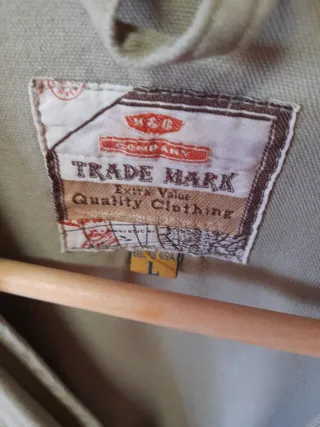 COMPANY
TRADE MARK
Extra Value
Quality Clothing
L